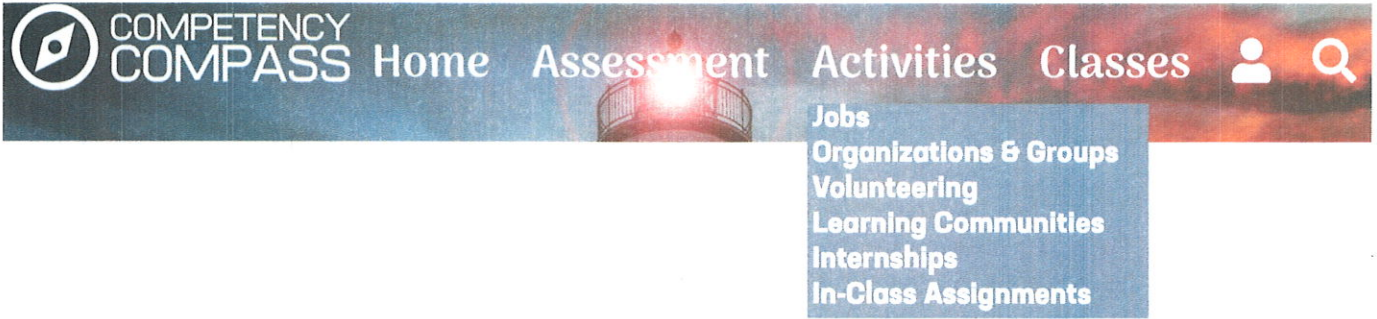 COMPETENCY
COMPASS
Home Assessment Activities Classes
Jobs
Organizations & Groups
Volunteering
Learning Communities
Internships
In-Class Assignments